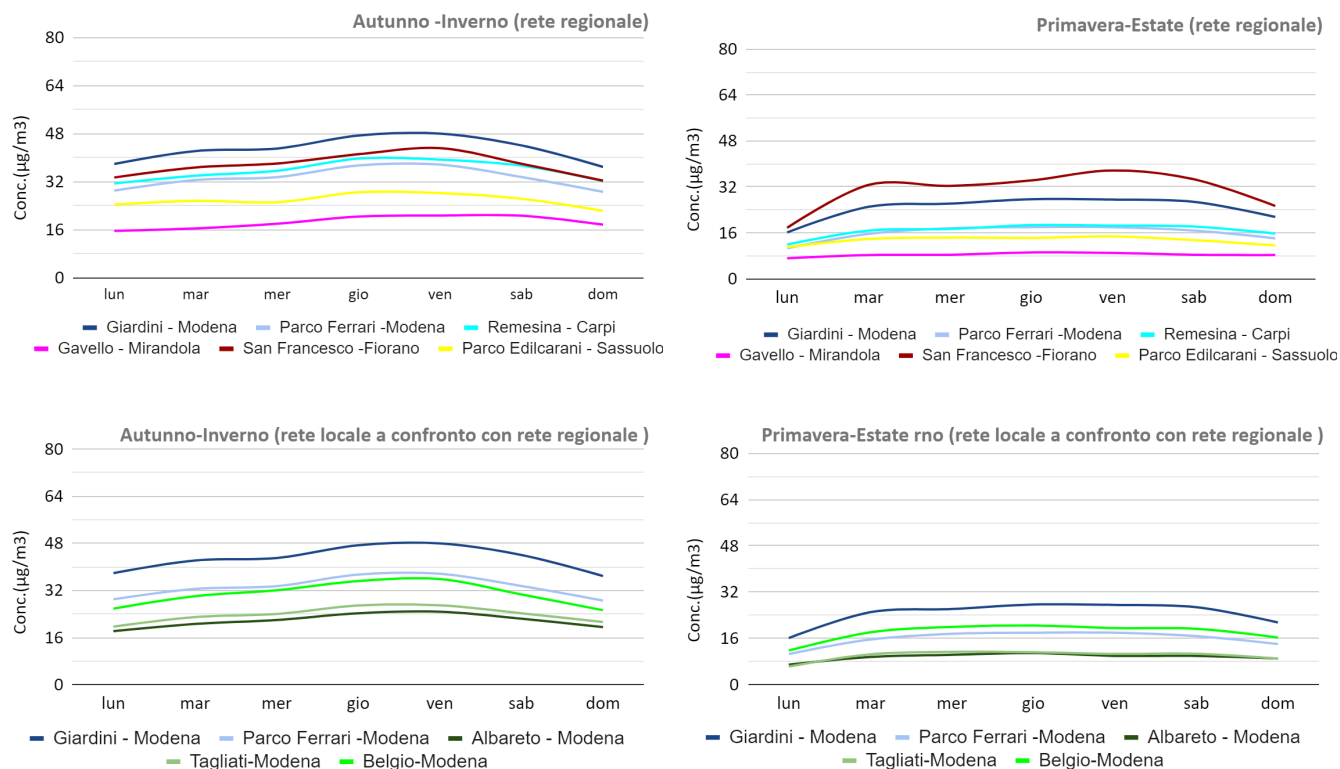 Autunno -Inverno (rete regionale)
Conc.(µg/m3)
80
64
48
32
16
0
lun mar mer gio ven sab dom
Giardini - Modena Parco Ferrari -Modena Remesina - Carpi
Gavello - Mirandola San Francesco -Fiorano Parco Edilcarani - Sassuolo
Primavera-Estate (rete regionale)
Conc.(µg/m3)
80
64
48
32
16
0
lun mar mer gio ven sab dom
Giardini - Modena Parco Ferrari -Modena Remesina - Carpi
Gavello - Mirandola San Francesco -Fiorano Parco Edilcarani - Sassuolo
Autunno-Inverno (rete locale a confronto con rete regionale )
Conc.(µg/m3)
80
64
48
32
16
0
lun mar mer gio ven sab dom
Giardini - Modena Parco Ferrari -Modena Albareto - Modena
Tagliati-Modena Belgio-Modena
Primavera-Estate rno (rete locale a confronto con rete regionale )
Conc.(µg/m3)
80
64
48
32
16
0
lun mar mer gio ven sab dom
Giardini - Modena Parco Ferrari -Modena Albareto - Modena
Tagliati-Modena Belgio-Modena